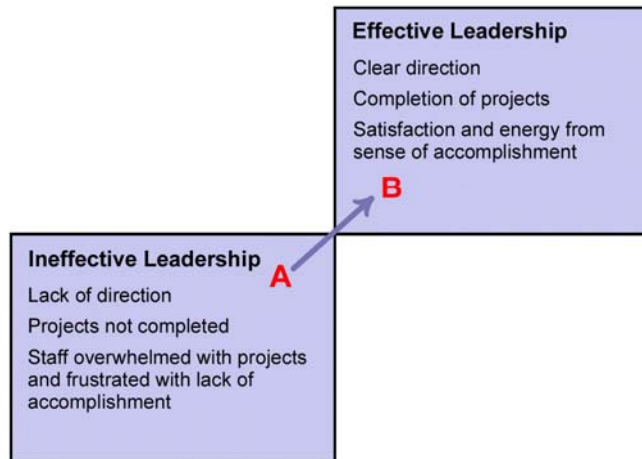 Effective Leadership
Clear direction
Completion of projects
Satisfaction and energy from
sense of accomplishment
B
Ineffective Leadership
A
Lack of direction
Projects not completed
Staff overwhelmed with projects
and frustrated with lack of
accomplishment